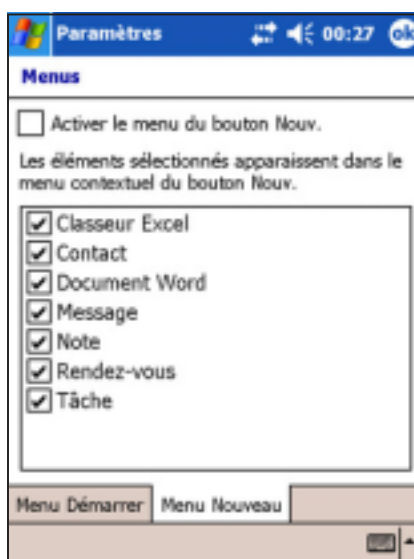 Paramètres 00:27 ok
Menus
Activer le menu du bouton Nouv.
Les éléments sélectionnés apparaissent dans le
menu contextuel du bouton Nouv.
Classeur Excel
Contact
Document Word
Message
Note
Rendez-vous
Tâche
Menu Démarrer Menu Nouveau